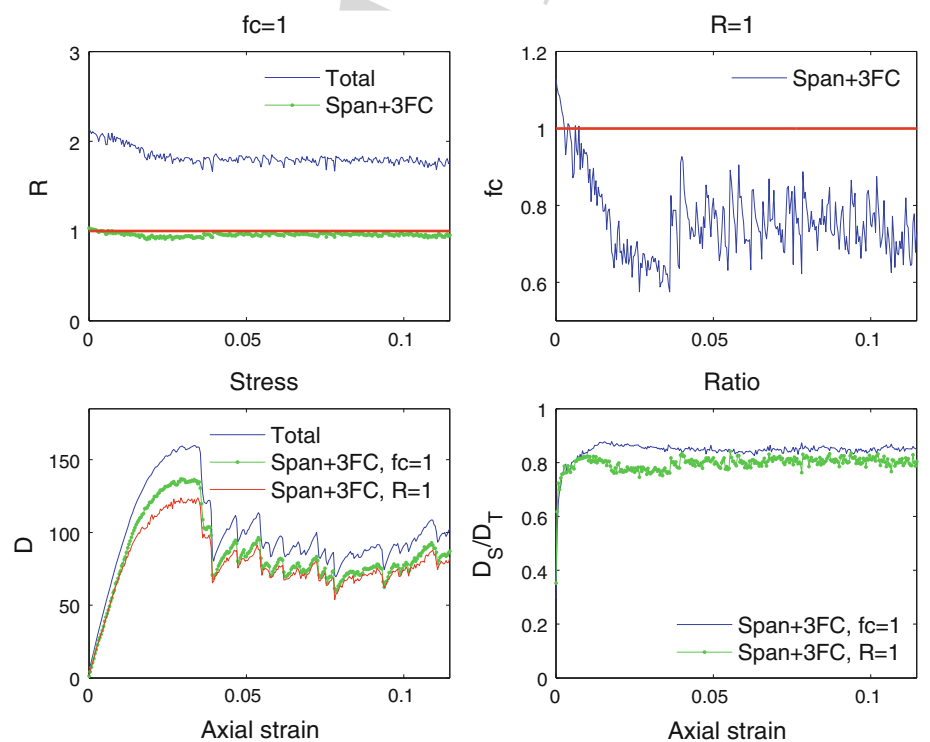 fc=1
3
2
1
0
R
Total
Span+3FC
0
0.05
0.1
R=1
1.2
1
0.8
0.6
fc
Span+3FC
0
0.05
0.1
Stress
150
100
50
0
D
Total
Span+3FC, fc=1
Span+3FC, R=1
0
0.05
0.1
Axial strain
Ratio
1
0.8
0.6
0.4
0.2
0
D_S/D_T
Span+3FC, fc=1
Span+3FC, R=1
0
0.05
0.1
Axial strain